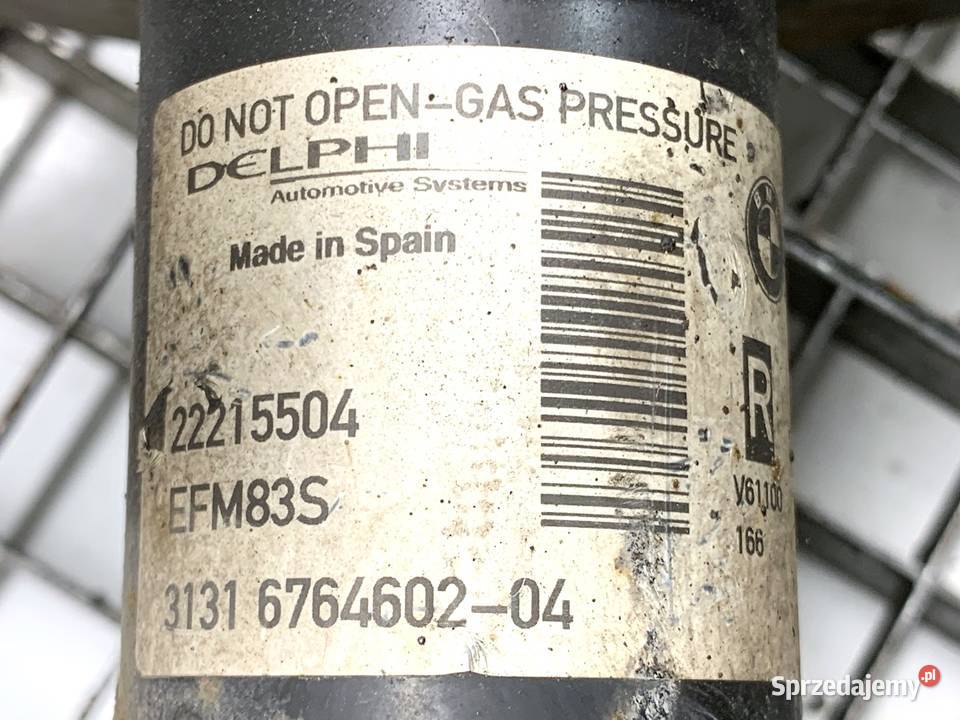 DO NOT OPEN-GAS PRESSURE
DELPHI
Automotive Systems
Made in Spain
22215504
EFM83S
3131 6764602-04
R
V61100
166
Sprzedajemy.pl